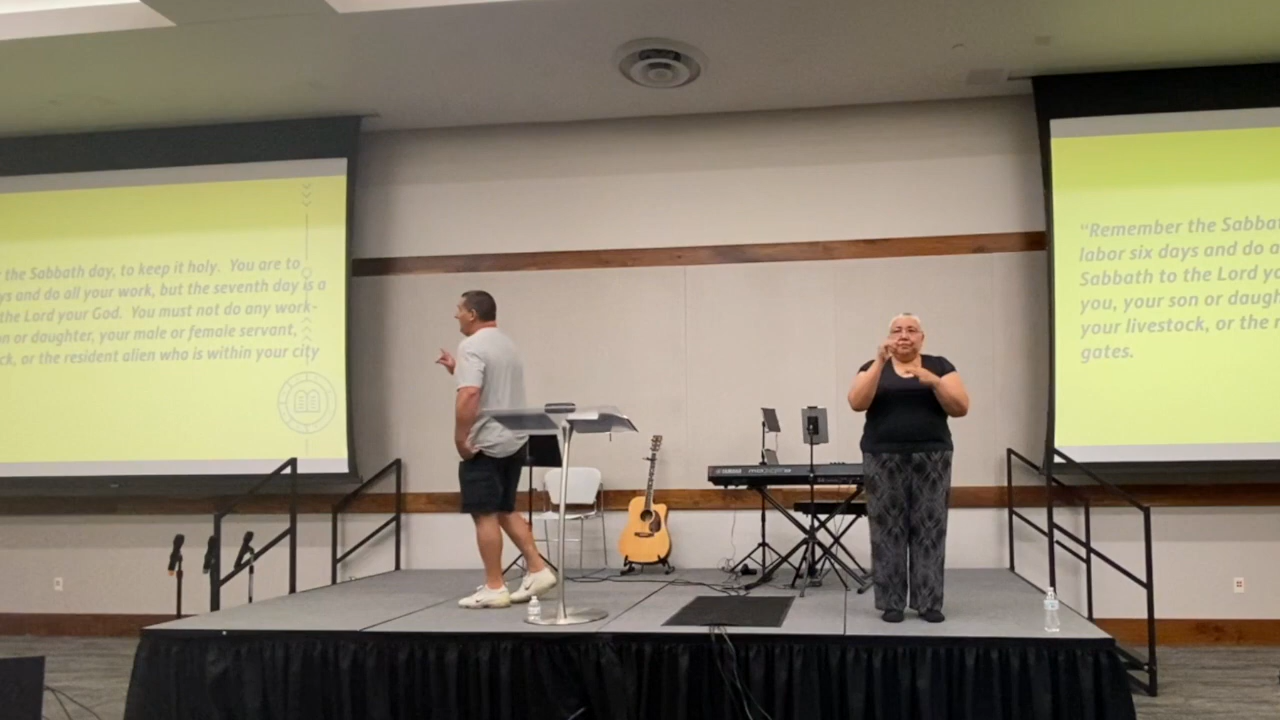 the Sabbath day, to keep it holy. You are to
ys and do all your work, but the seventh day is a
the Lord your God. You must not do any work-
on or daughter, your male or female servant,
ck, or the resident alien who is within your city
"Remember the Sabbat
labor six days and do a
Sabbath to the Lord yo
you, your son or daugh
your livestock, or the r
gates.
YAMAHA